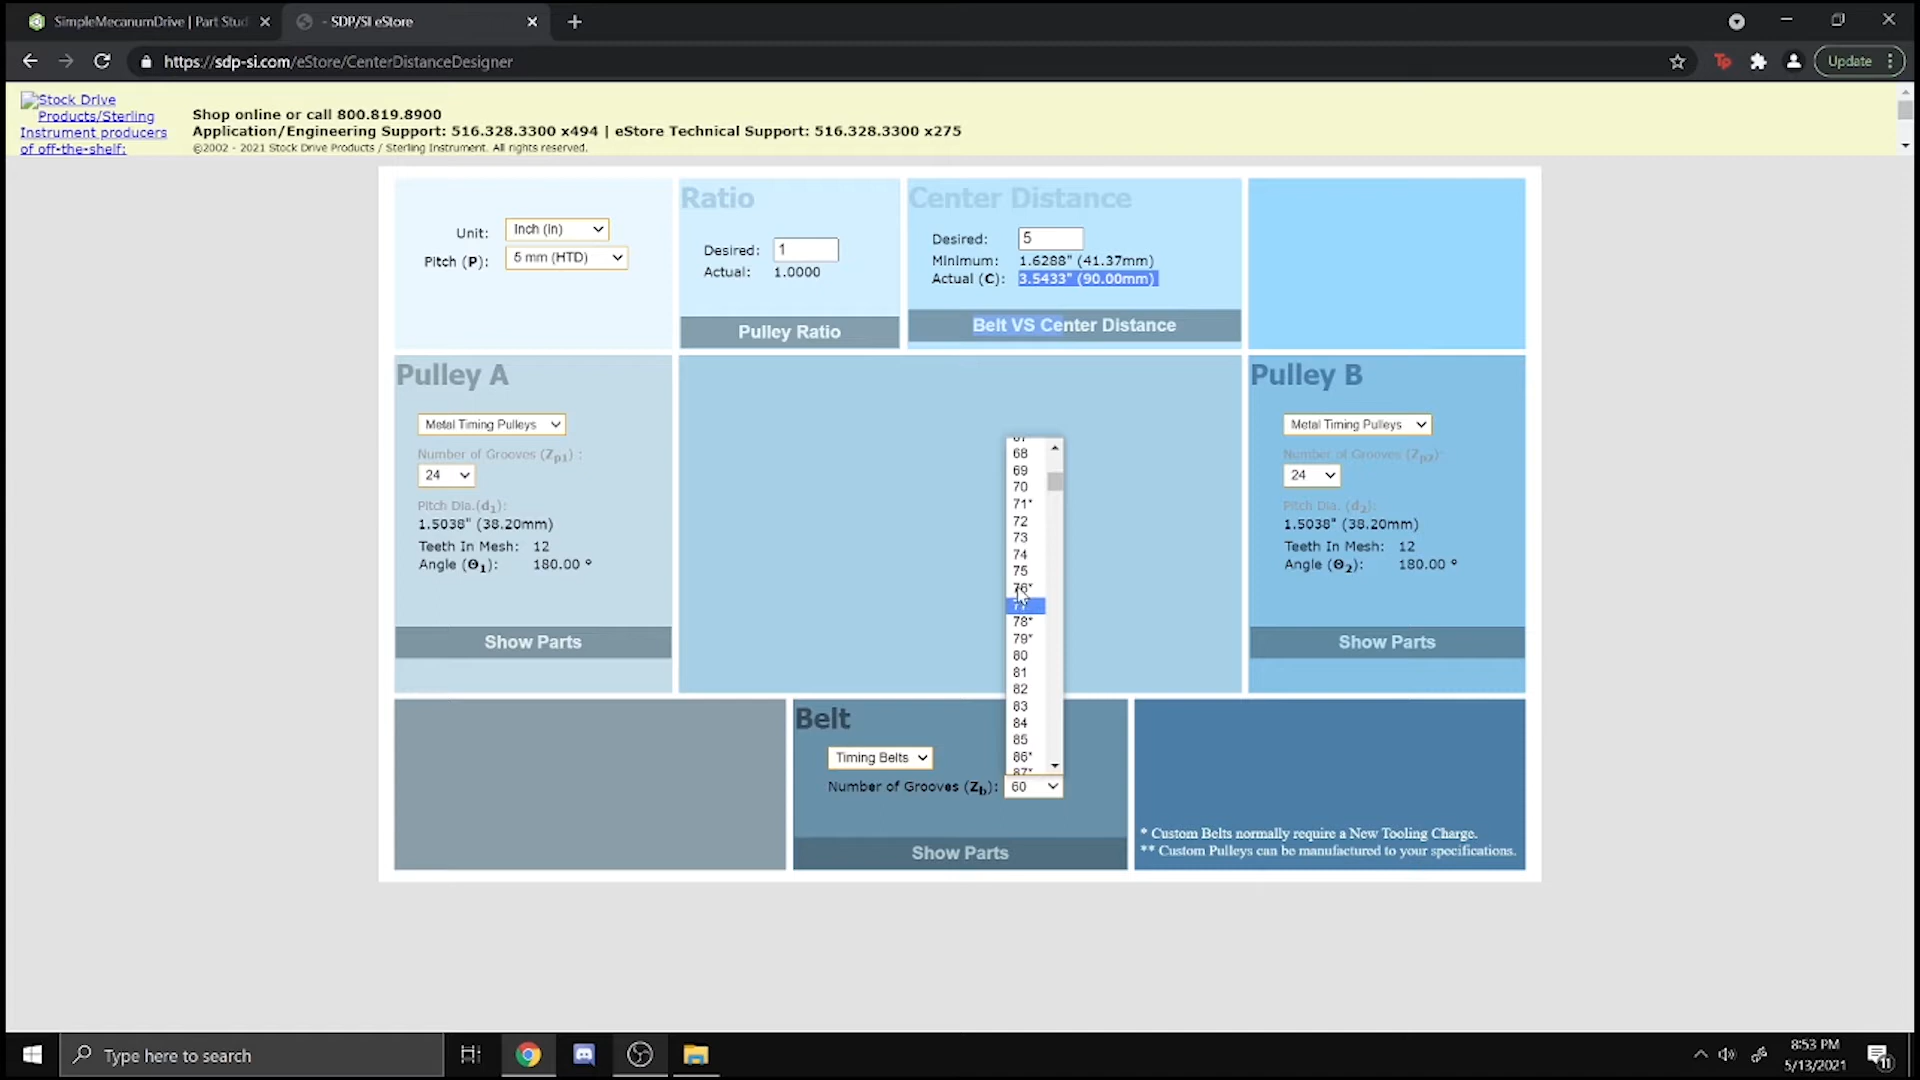 SimpleMecanumDrive | Part Stud
- SDP/SI eStore
https://sdp-si.com/eStore/CenterDistanceDesigner
Tp
Update
Stock Drive
Products/Sterling
Instrument producers
of off-the-shelf:
Shop online or call 800.819.8900
Application/Engineering Support: 516.328.3300 x494 | eStore Technical Support: 516.328.3300 x275
©2002 - 2021 Stock Drive Products / Sterling Instrument. All rights reserved.
Unit: Inch (in)
Pitch (P): 5 mm (HTD)
Ratio
Desired: 1
Actual: 1.0000
Pulley Ratio
Center Distance
Desired: 5
Minimum: 1.6288" (41.37mm)
Actual (C): 3.5433" (90.00mm)
Belt VS Center Distance
Pulley A
Metal Timing Pulleys
Number of Grooves (Zp1) :
24
Pitch Dia.(d1):
1.5038" (38.20mm)
Teeth In Mesh: 12
Angle (Θ1): 180.00 °
Show Parts
Pulley B
Metal Timing Pulleys
Number of Grooves (Zp2):
24
Pitch Dia. (d2):
1.5038" (38.20mm)
Teeth In Mesh: 12
Angle (Θ2): 180.00 °
Show Parts
67
68
69
70
71*
72
73
74
75
76*
77
78*
79*
80
81
82
83
84
85
86*
87*
Belt
Timing Belts
Number of Grooves (Zb): 60
Show Parts
* Custom Belts normally require a New Tooling Charge.
** Custom Pulleys can be manufactured to your specifications.
Type here to search
8:53 PM
5/13/2021
11